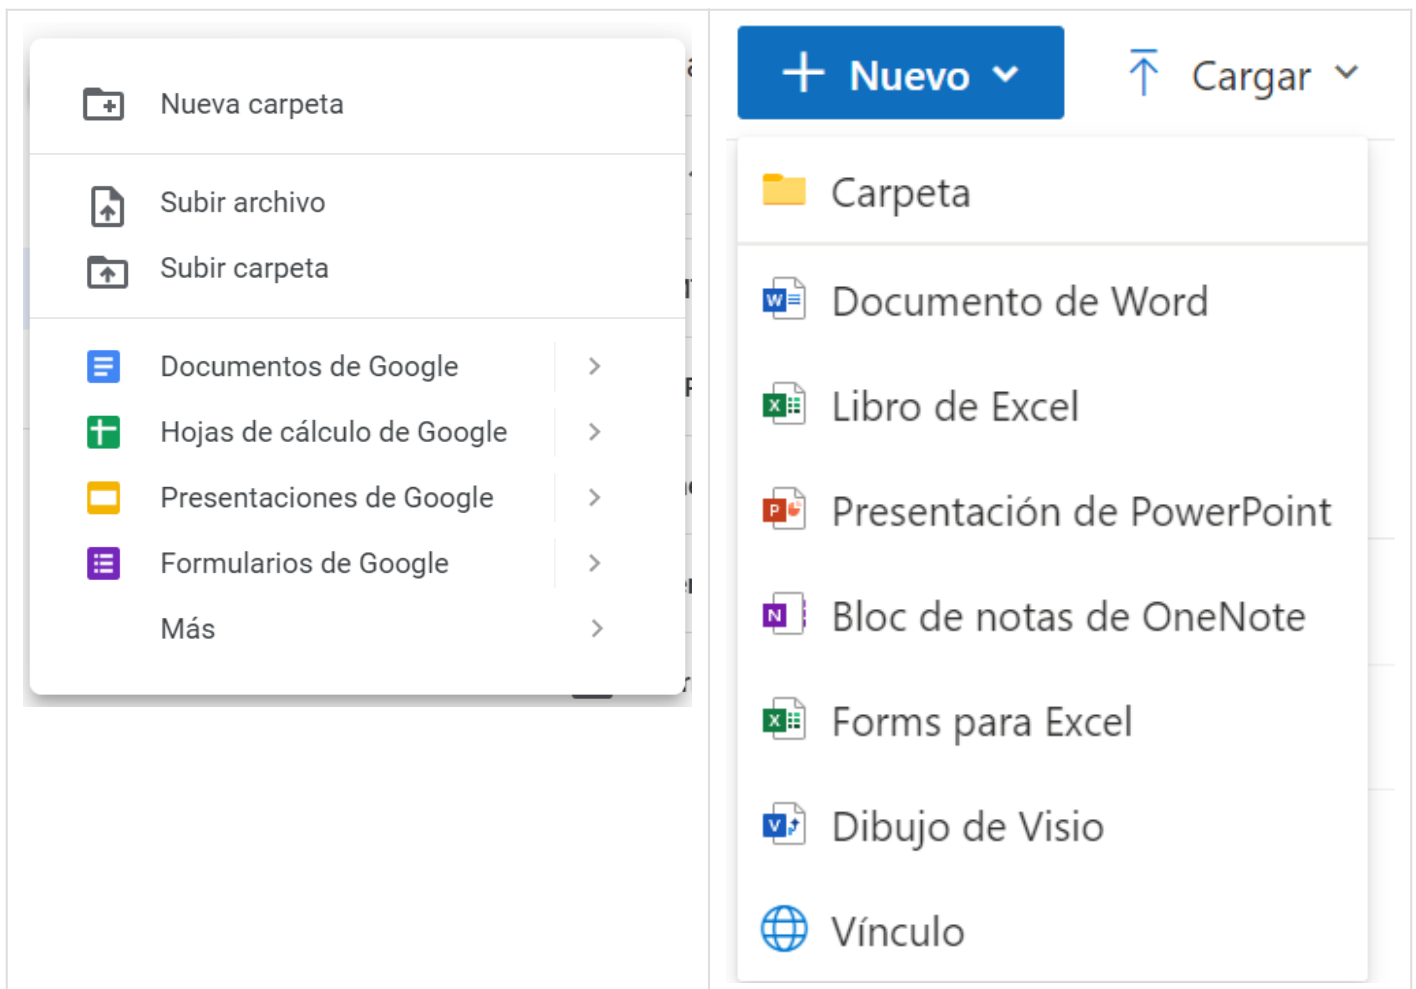 Nueva carpeta
Subir archivo
Subir carpeta
Documentos de Google
Hojas de cálculo de Google
Presentaciones de Google
Formularios de Google
Más
Nuevo
Cargar
Carpeta
Documento de Word
Libro de Excel
Presentación de PowerPoint
Bloc de notas de OneNote
Forms para Excel
Dibujo de Visio
Vínculo